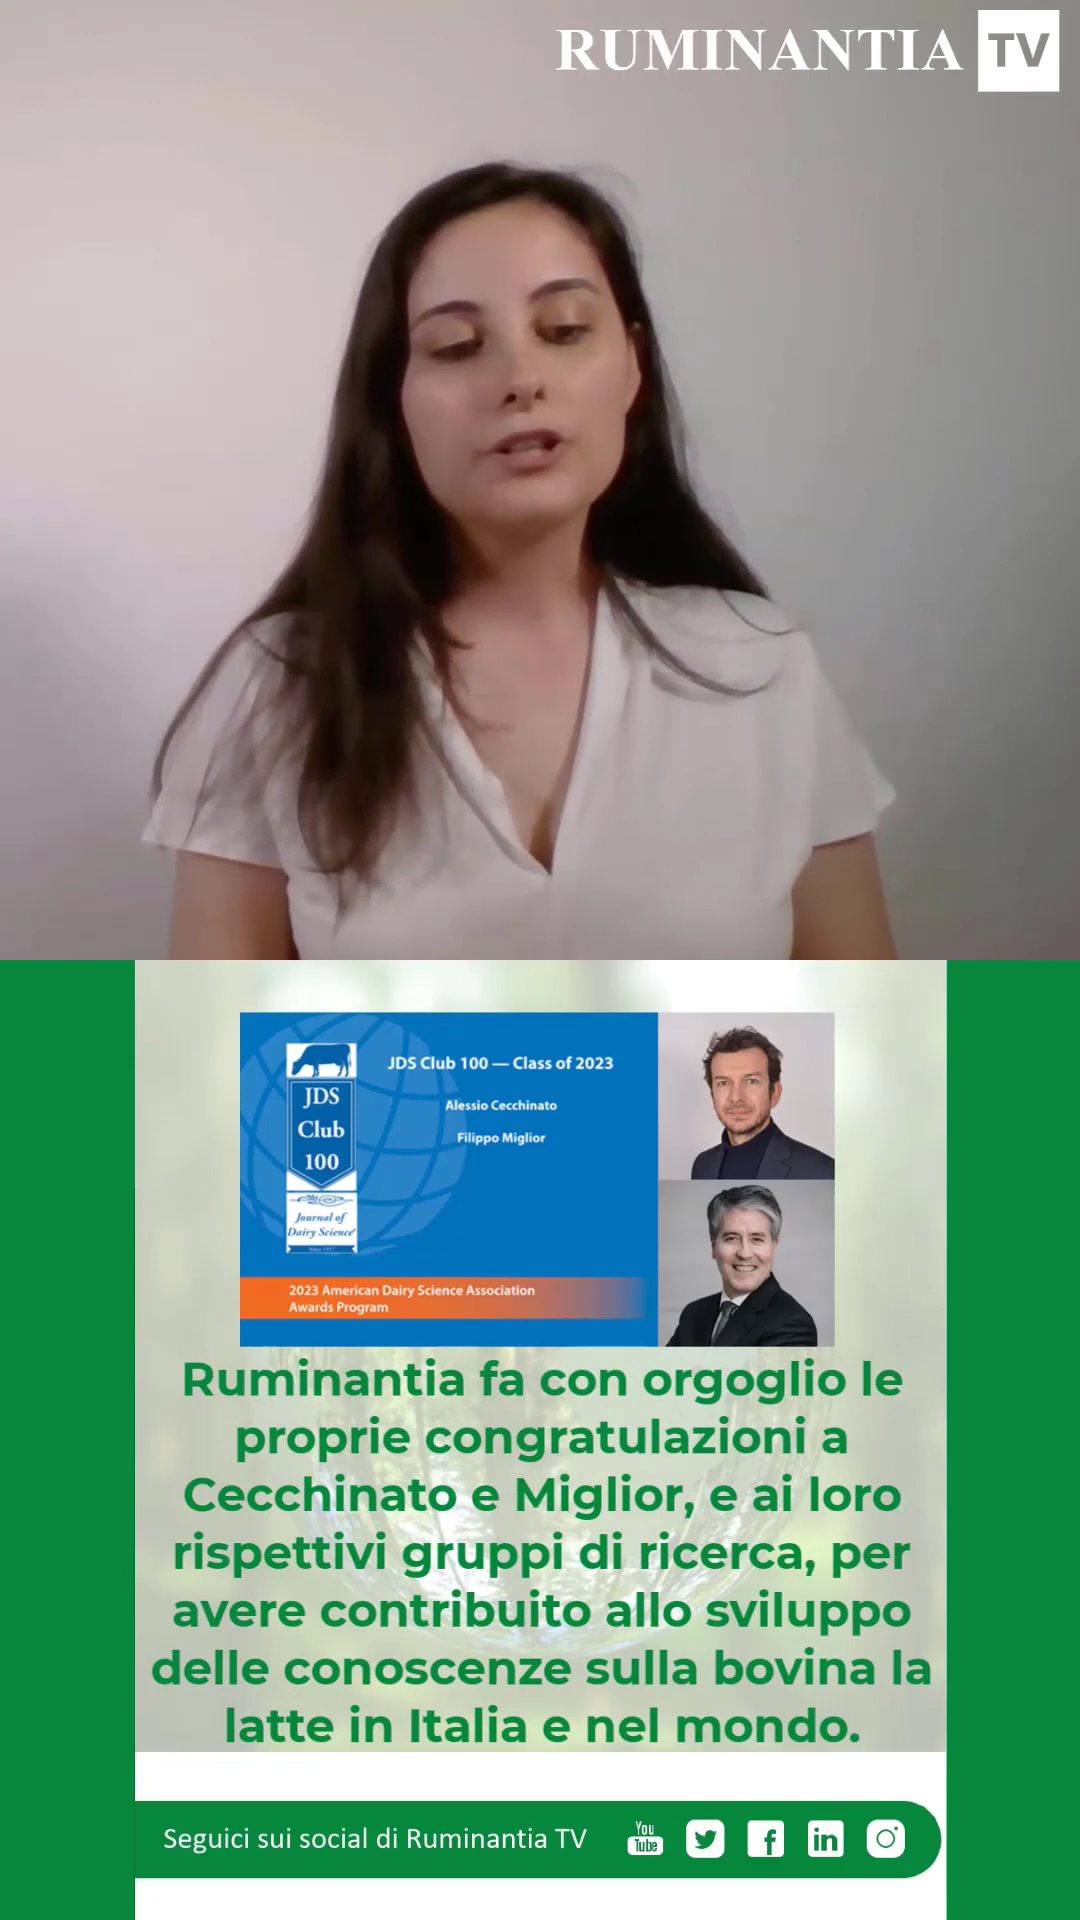 RUMINANTIA TV
JDS Club 100 — Class of 2023
Alessio Cecchinato
Filippo Miglior
JDS
Club
100
Journal of
Dairy Science
2023 American Dairy Science Association
Awards Program
Ruminantia fa con orgoglio le
proprie congratulazioni a
Cecchinato e Miglior, e ai loro
rispettivi gruppi di ricerca, per
avere contribuito allo sviluppo
delle conoscenze sulla bovina la
latte in Italia e nel mondo.
Seguici sui social di Ruminantia TV
You
Tube